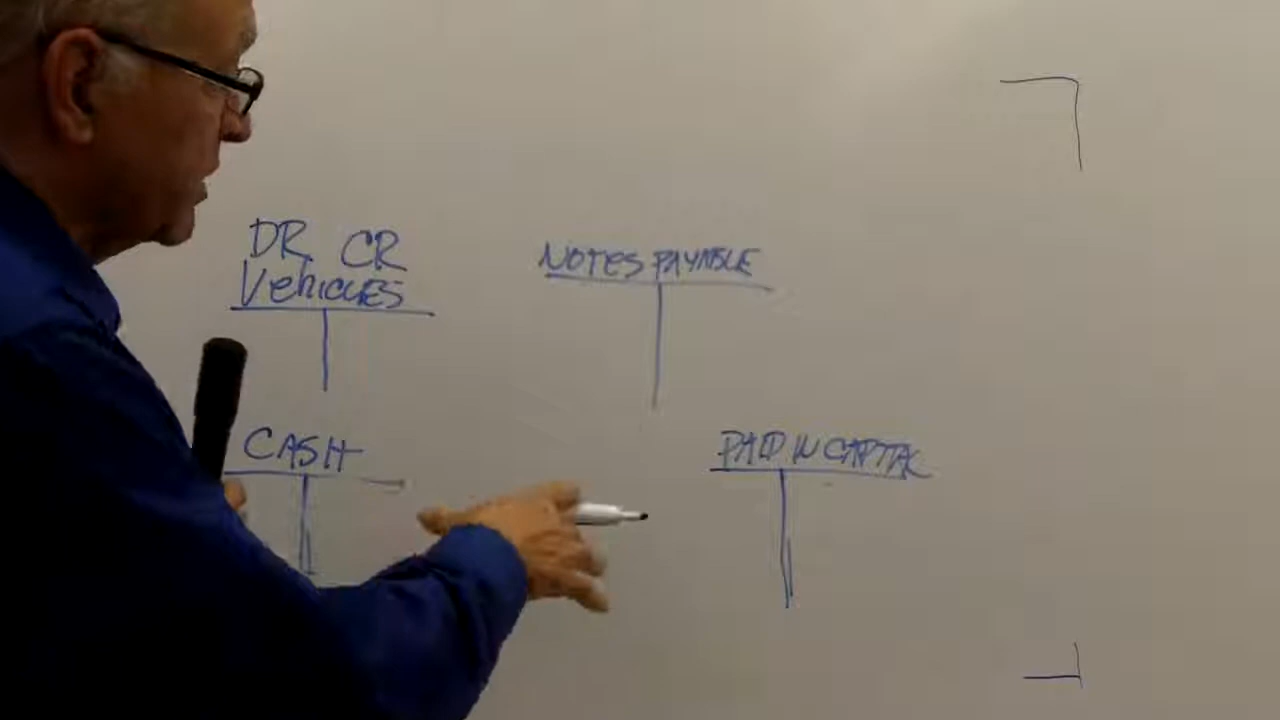 DR CR
VehicLES
NOTES PAYABLE
CASH
PAID IN CAPITAL